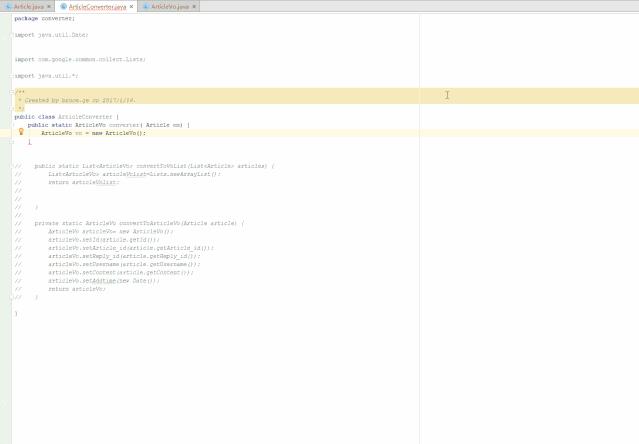 Article.java ArticleConverter.java ArticleVo.java
package converter;
import java.util.Date;
import com.google.common.collect.Lists;
import java.util.*;
/**
* Created by bruce.ge on 2017/1/14.
*/
public class ArticleConverter {
public static ArticleVo converter( Article em) {
ArticleVo vo = new ArticleVo();
}
// public static List<ArticleVo> convertToVoList(List<Article> articles) {
// List<ArticleVo> articleVolist=Lists.newArrayList();
// return articleVolist;
//
//
// }
//
// private static ArticleVo convertToArticleVo(Article article) {
// ArticleVo articleVo= new ArticleVo();
// articleVo.setId(article.getId());
// articleVo.setArticle_id(article.getArticle_id());
// articleVo.setReply_id(article.getReply_id());
// articleVo.setUsername(article.getUsername());
// articleVo.setContent(article.getContent());
// articleVo.setAddtime(new Date());
// return articleVo;
// }
}